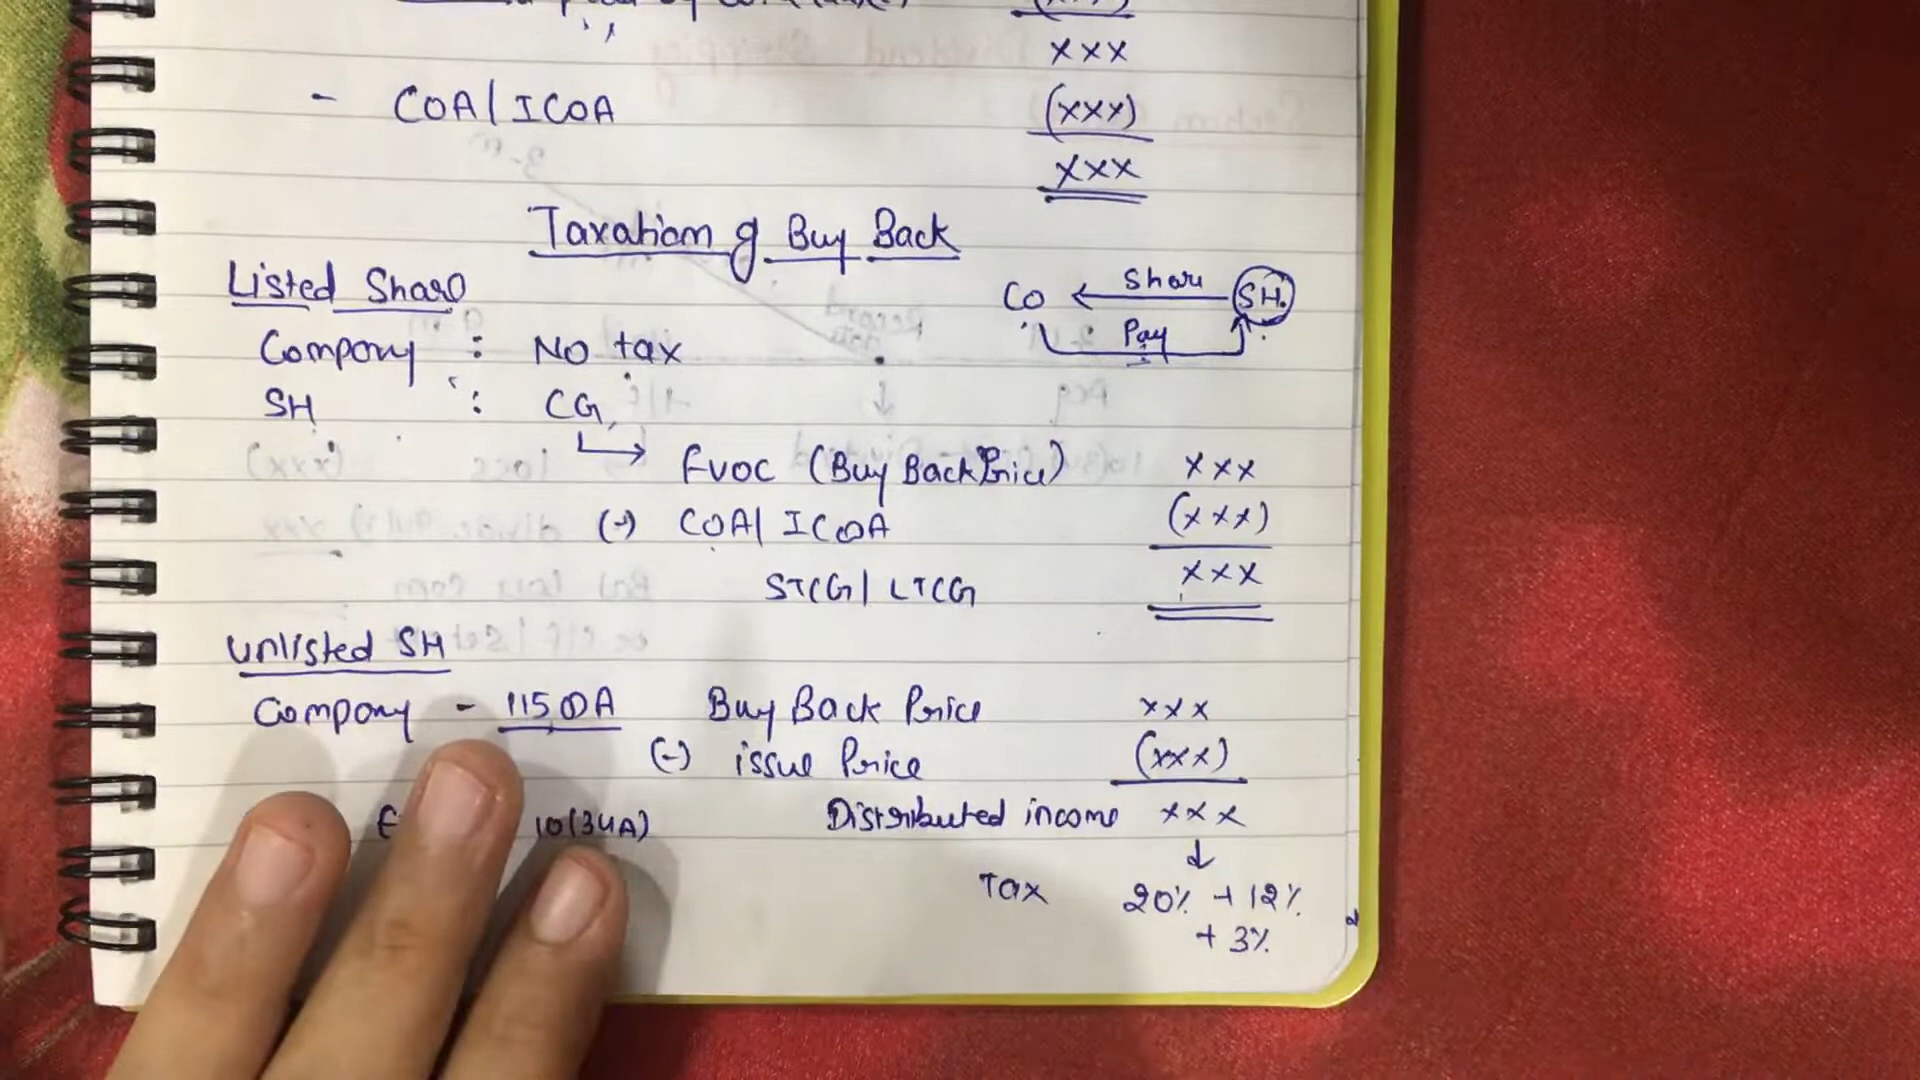 xxx
- COA/ICOA (xxx)
xxx
Taxation of Buy Back
Listed Share
Co ← Share SH.
Pay
Company : No tax
SH : CG
→ FVOC (Buy Back Price) xxx
(-) COA/ ICOA (xxx)
STCG/ LTCG xxx
Unlisted SH
Company - 115QA Buy Back Price xxx
(-) issue Price (xxx)
10(34A) Distributed income xxx
↓
Tax 20% + 12%
+ 3%